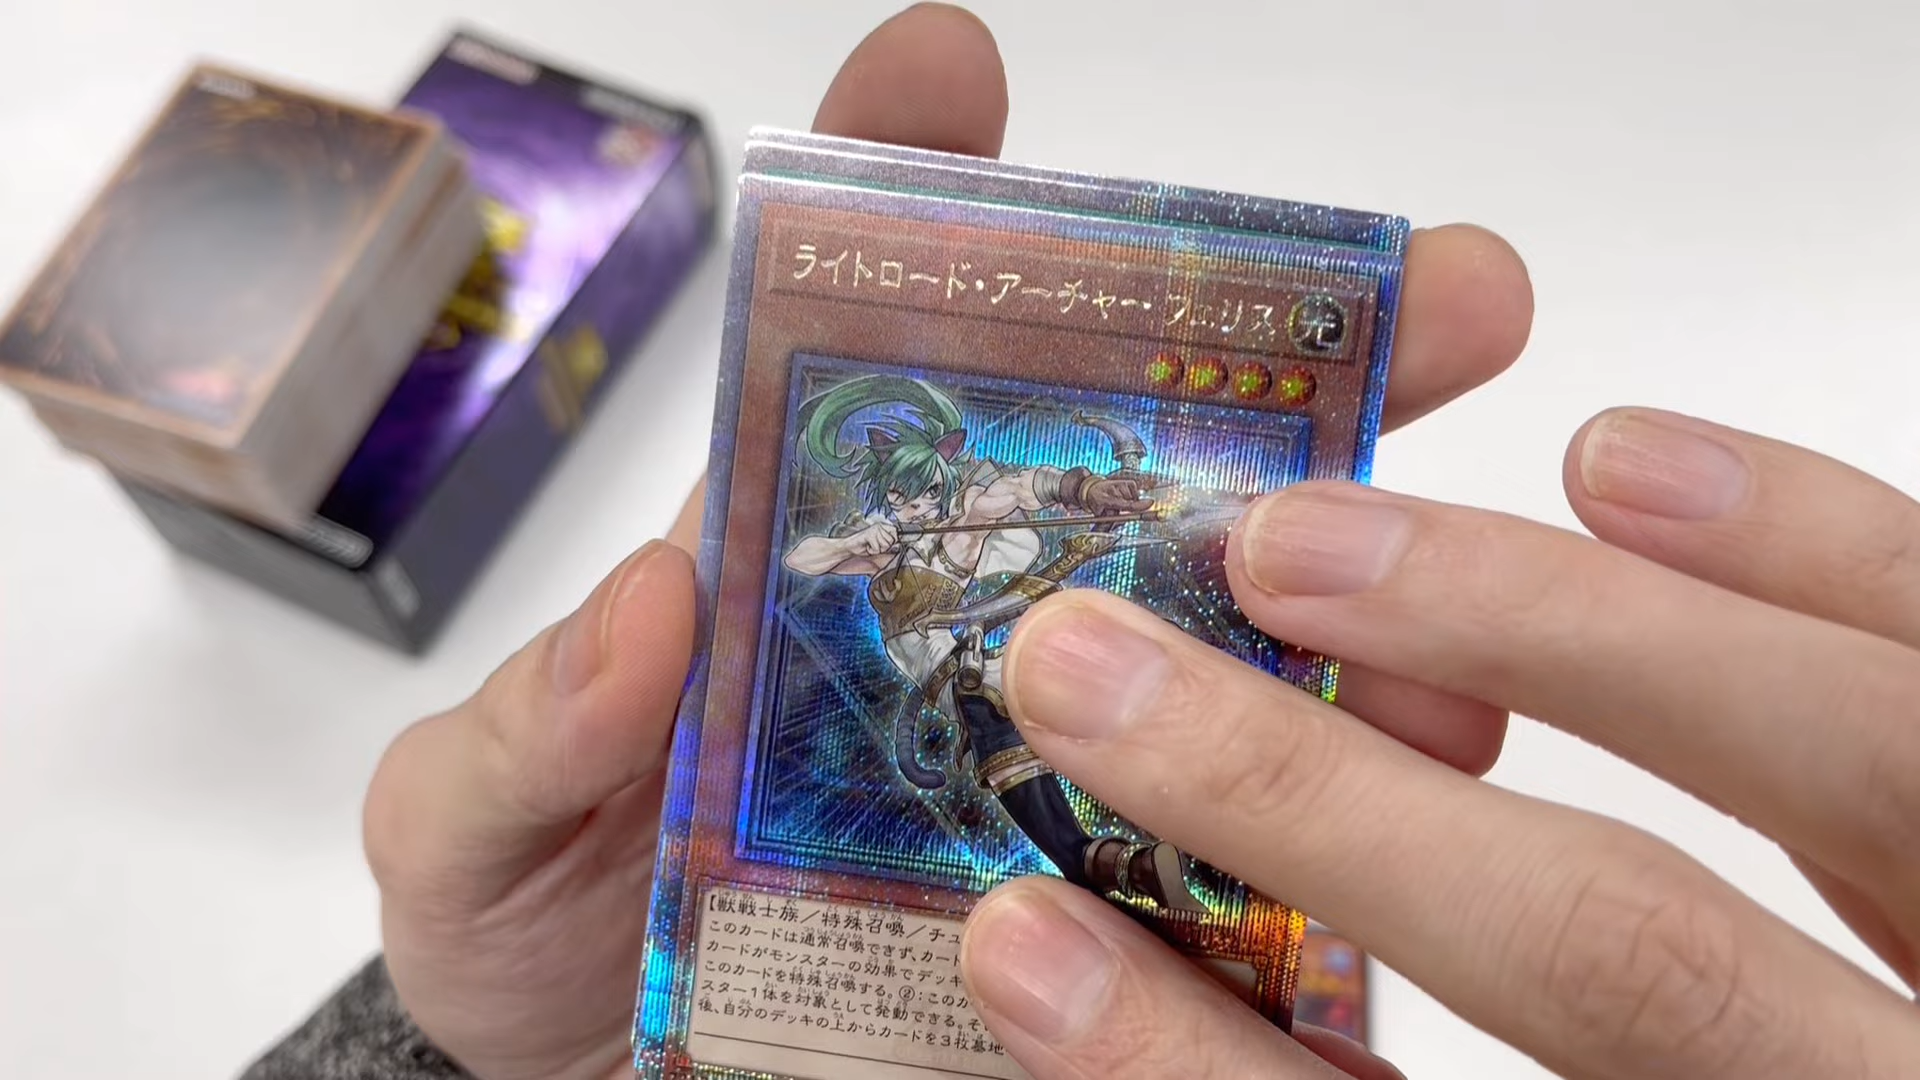 ライトロード・アーチャー フェリス 光
【獣戦士族／特殊召喚／チュ
このカードは通常召喚できず、カード
カードがモンスターの効果でデッキ
このカードを特殊召喚する。②：このカ
スター1体を対象として発動できる。そ
後、自分のデッキの上からカードを3枚墓地